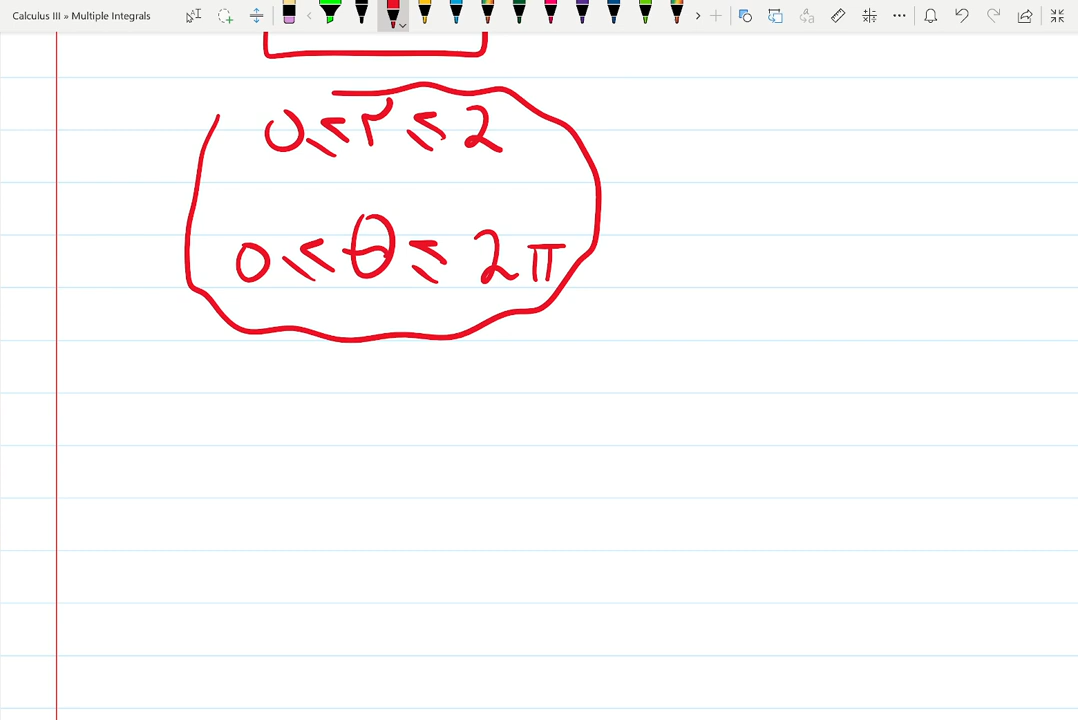 Calculus III » Multiple Integrals
0 ≤ r ≤ 2
0 ≤ θ ≤ 2π